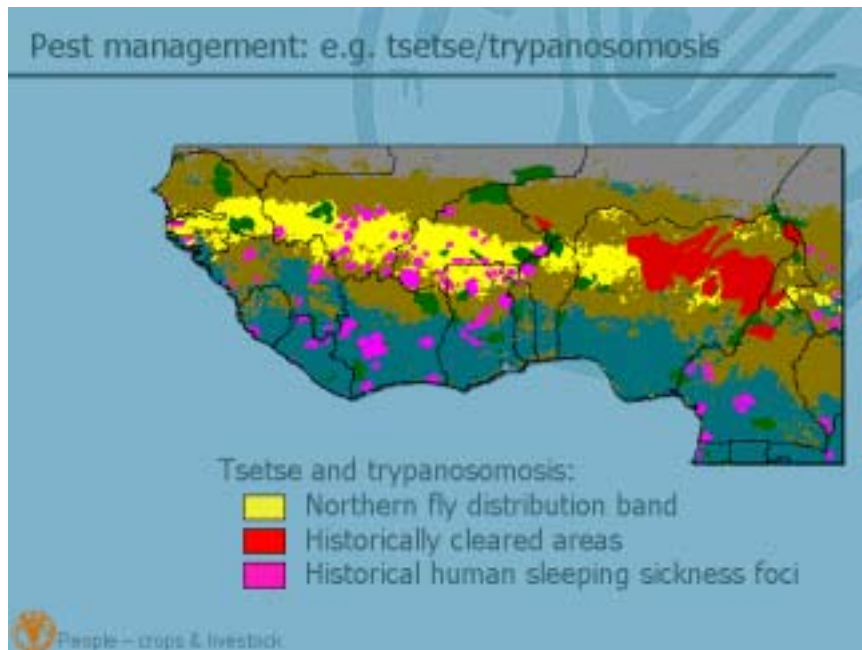 Pest management: e.g. tsetse/trypanosomosis
Tsetse and trypanosomosis:
Northern fly distribution band
Historically cleared areas
Historical human sleeping sickness foci
People – crops & livestock